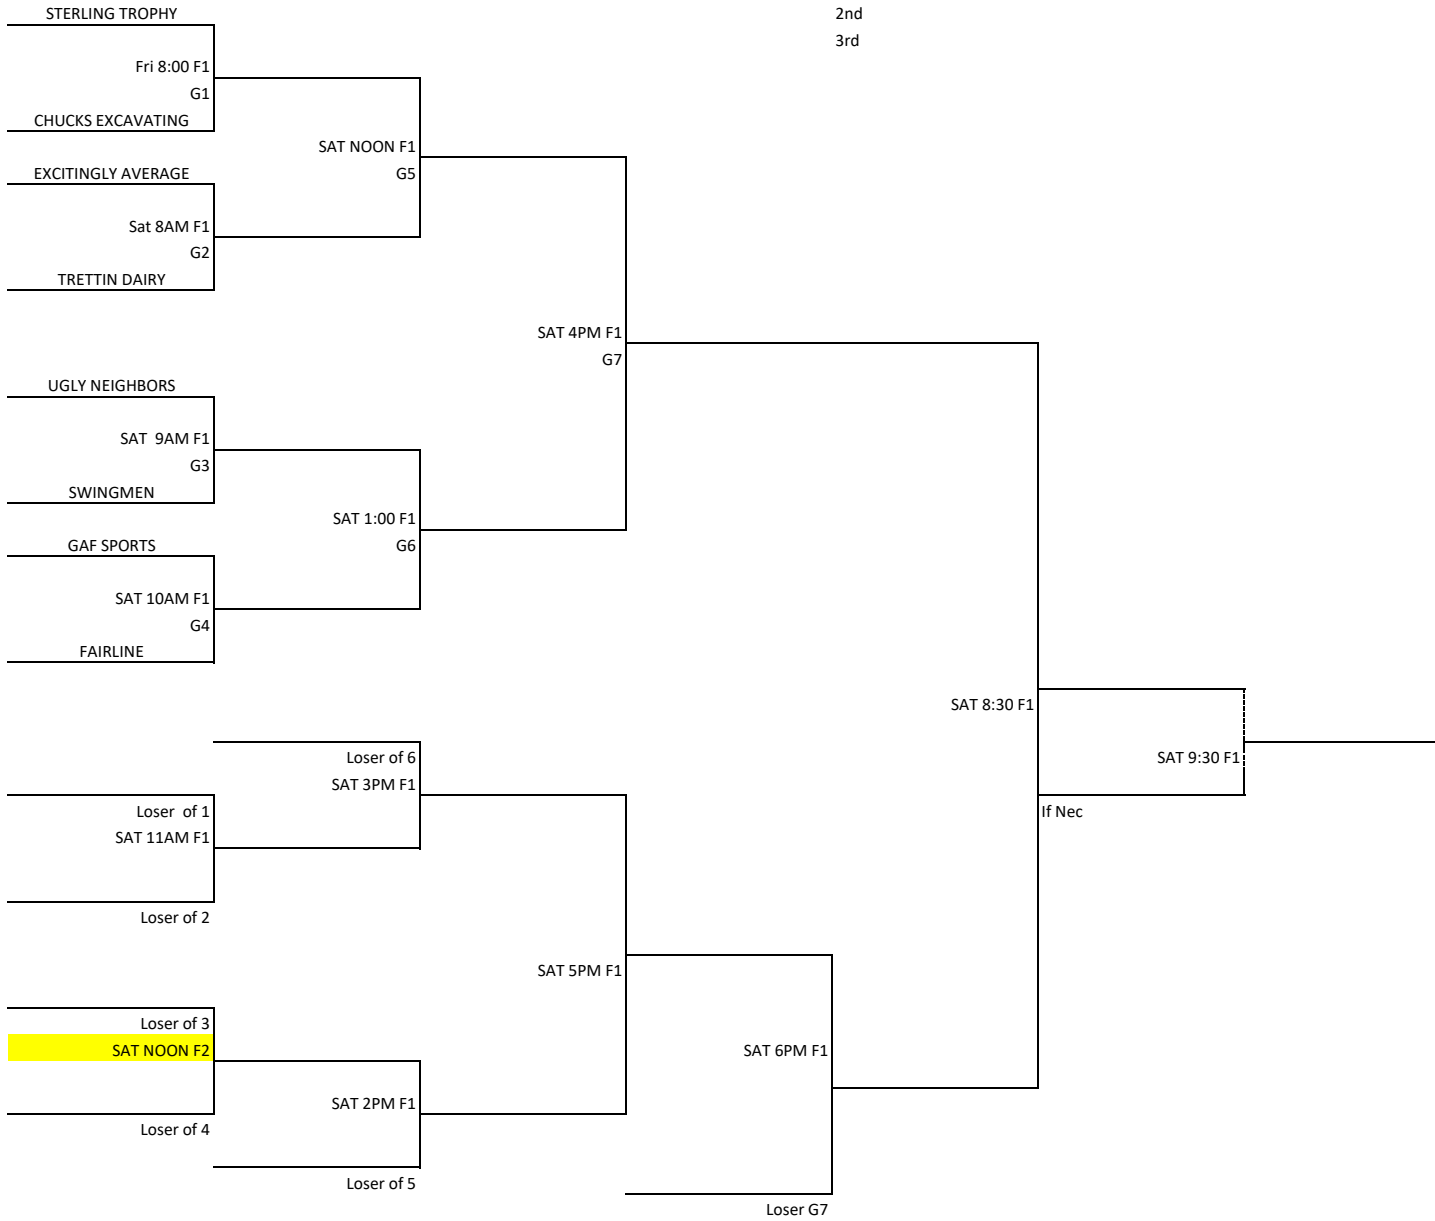 STERLING TROPHY
2nd
3rd
Fri 8:00 F1
G1
CHUCKS EXCAVATING
SAT NOON F1
G5
EXCITINGLY AVERAGE
Sat 8AM F1
G2
TRETTIN DAIRY
SAT 4PM F1
G7
UGLY NEIGHBORS
SAT  9AM F1
G3
SWINGMEN
SAT 1:00 F1
G6
GAF SPORTS
SAT 10AM F1
G4
FAIRLINE
SAT 8:30 F1
Loser of 6
SAT 9:30 F1
SAT 3PM F1
Loser  of 1
If Nec
SAT 11AM F1
Loser of 2
SAT 5PM F1
Loser of 3
SAT NOON F2
SAT 6PM F1
SAT 2PM F1
Loser of 4
Loser of 5
Loser G7